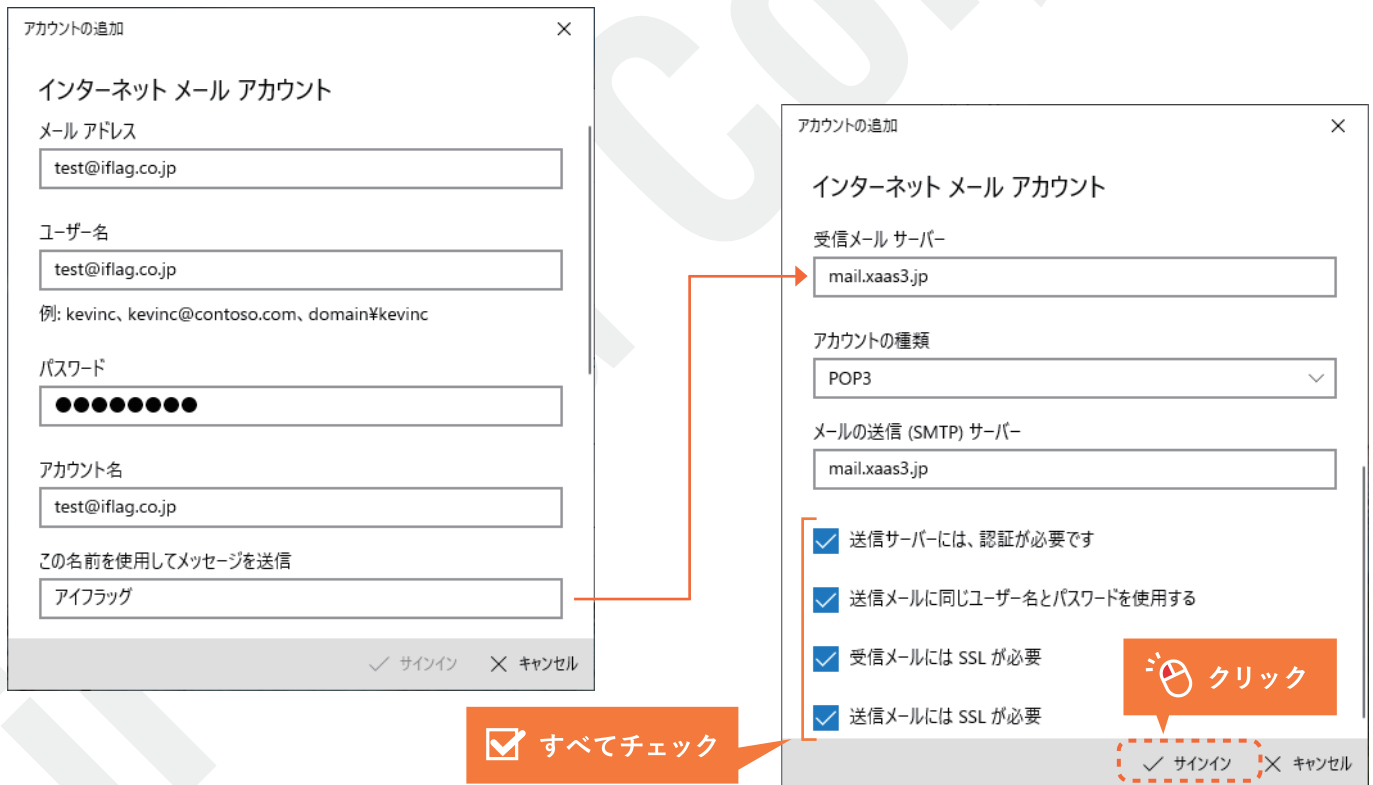 アカウントの追加
インターネット メール アカウント
メール アドレス
test@iflag.co.jp
ユーザー名
test@iflag.co.jp
例: kevinc、kevinc@contoso.com、domain¥kevinc
パスワード
●●●●●●●●
アカウント名
test@iflag.co.jp
この名前を使用してメッセージを送信
アイフラッグ
サインイン キャンセル
アカウントの追加
インターネット メール アカウント
受信メール サーバー
mail.xaas3.jp
アカウントの種類
POP3
メールの送信 (SMTP) サーバー
mail.xaas3.jp
送信サーバーには、認証が必要です
送信メールに同じユーザー名とパスワードを使用する
受信メールには SSL が必要
送信メールには SSL が必要
すべてチェック
クリック
サインイン キャンセル